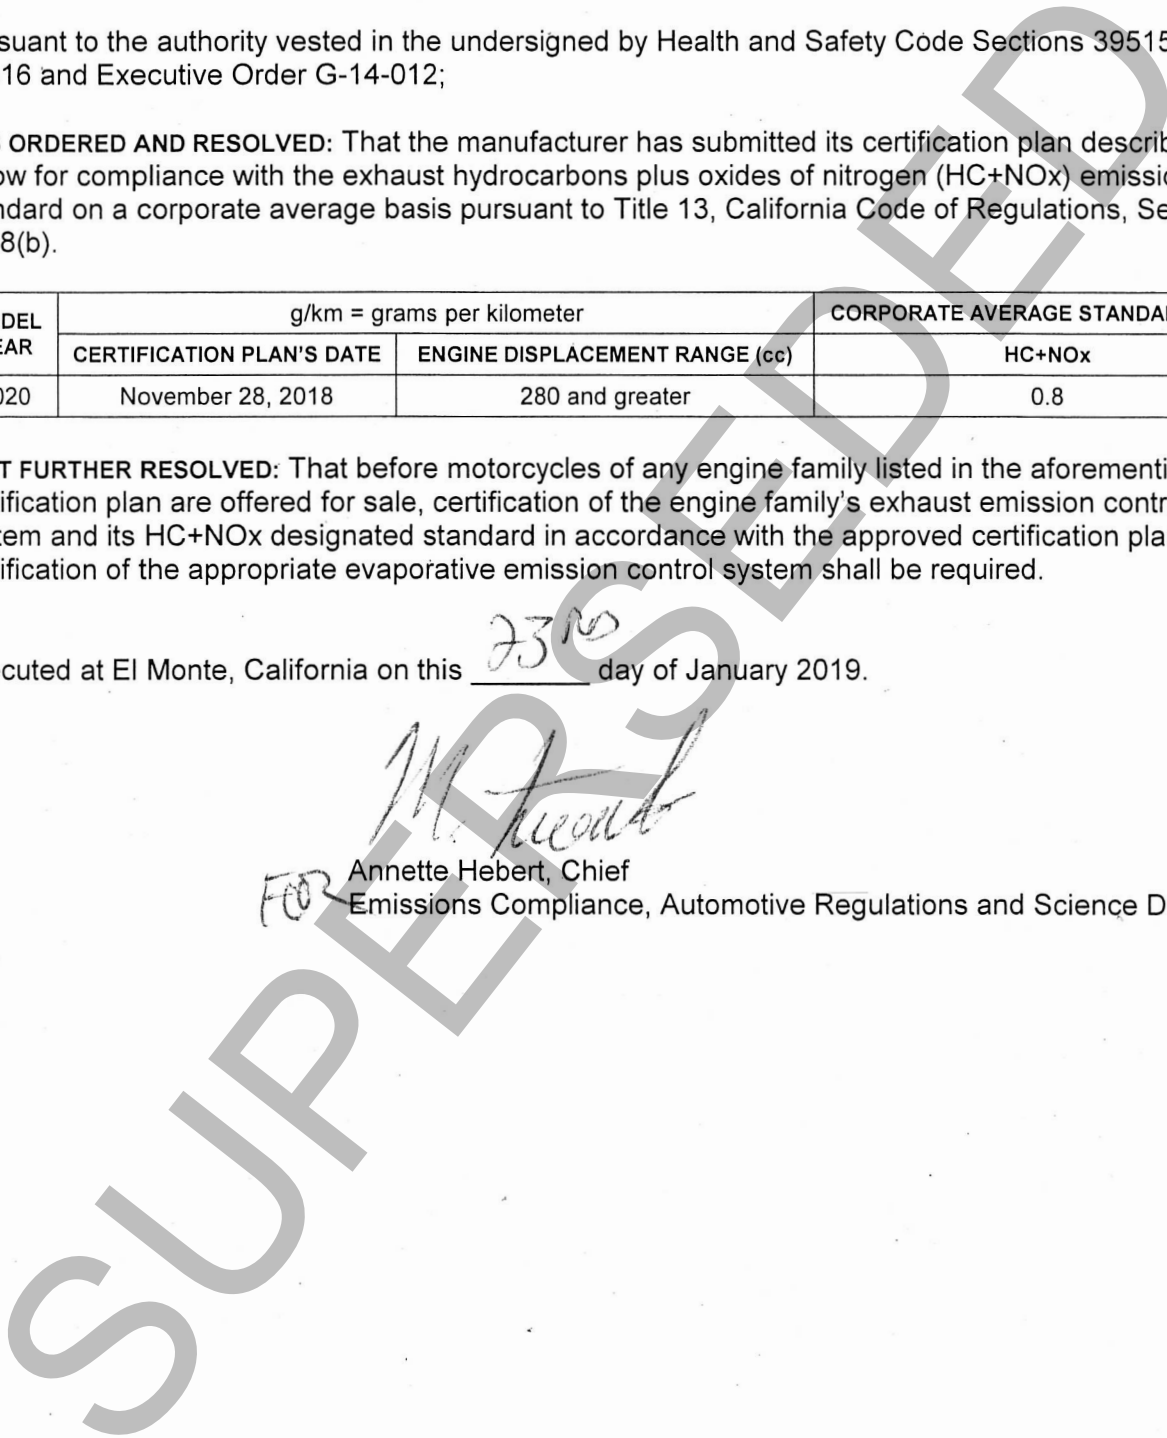 suant to the authority vested in the undersigned by Health and Safety Code Sections 39515
16 and Executive Order G-14-012;
ORDERED AND RESOLVED: That the manufacturer has submitted its certification plan describ
ow for compliance with the exhaust hydrocarbons plus oxides of nitrogen (HC+NOx) emissio
ndard on a corporate average basis pursuant to Title 13, California Code of Regulations, Se
8(b).
DEL
EAR
g/km = grams per kilometer
CORPORATE AVERAGE STANDA
CERTIFICATION PLAN'S DATE
ENGINE DISPLACEMENT RANGE (cc)
HC+NOx
020
November 28, 2018
280 and greater
0.8
T FURTHER RESOLVED: That before motorcycles of any engine family listed in the aforementi
ification plan are offered for sale, certification of the engine family's exhaust emission contr
tem and its HC+NOx designated standard in accordance with the approved certification pla
ification of the appropriate evaporative emission control system shall be required.
cuted at El Monte, California on this 23RD day of January 2019.
Annette Hebert, Chief
FOR Emissions Compliance, Automotive Regulations and Science D
SUPERSEDED